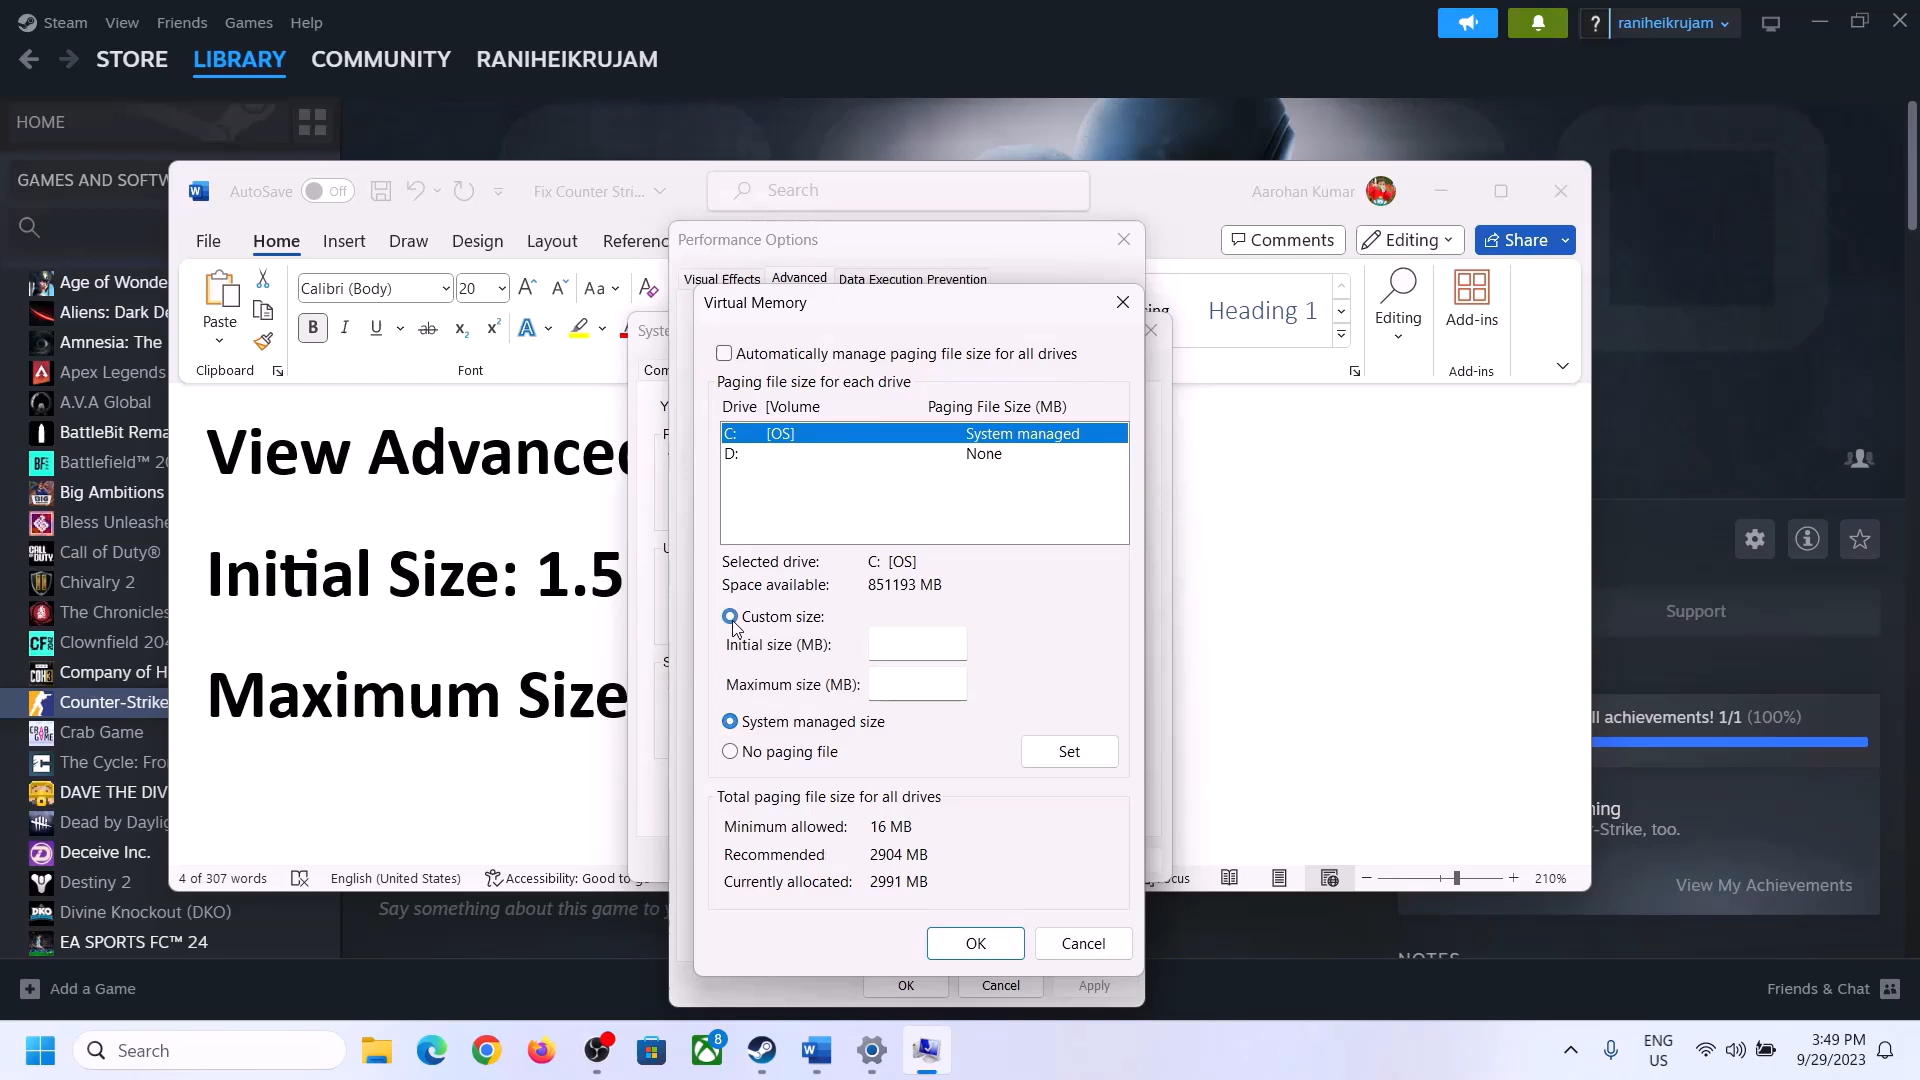 Steam View Friends Games Help
raniheikrujam
STORE LIBRARY COMMUNITY RANIHEIKRUJAM
HOME
GAMES AND SOFTW
Age of Wonde
Aliens: Dark De
Amnesia: The
Apex Legends
A.V.A Global
BattleBit Rema
Battlefield™ 20
Big Ambitions
Bless Unleashe
Call of Duty®
Chivalry 2
The Chronicles
Clownfield 204
Company of H
Counter-Strike
Crab Game
The Cycle: Fro
DAVE THE DIV
Dead by Daylig
Deceive Inc.
Destiny 2
Divine Knockout (DKO)
EA SPORTS FC™ 24
Add a Game
AutoSave Off Fix Counter Stri... Search Aarohan Kumar
File Home Insert Draw Design Layout Referenc
Comments Editing Share
Paste
Calibri (Body) 20
Clipboard Font
Heading 1
Editing
Add-ins
Add-ins
View Advanced
Initial Size: 1.5
Maximum Size
4 of 307 words English (United States) Accessibility: Good to 210%
Performance Options
Visual Effects Advanced Data Execution Prevention
Virtual Memory
Automatically manage paging file size for all drives
Paging file size for each drive
Drive [Volume Paging File Size (MB)
C: [OS] System managed
D: None
Selected drive: C: [OS]
Space available: 851193 MB
Custom size:
Initial size (MB):
Maximum size (MB):
System managed size
No paging file Set
Total paging file size for all drives
Minimum allowed: 16 MB
Recommended 2904 MB
Currently allocated: 2991 MB
OK Cancel
OK Cancel Apply
Support
ll achievements! 1/1 (100%)
-Strike, too.
View My Achievements
Say something about this game to y
NOTES
Friends & Chat
Search
8
ENG
US
3:49 PM
9/29/2023